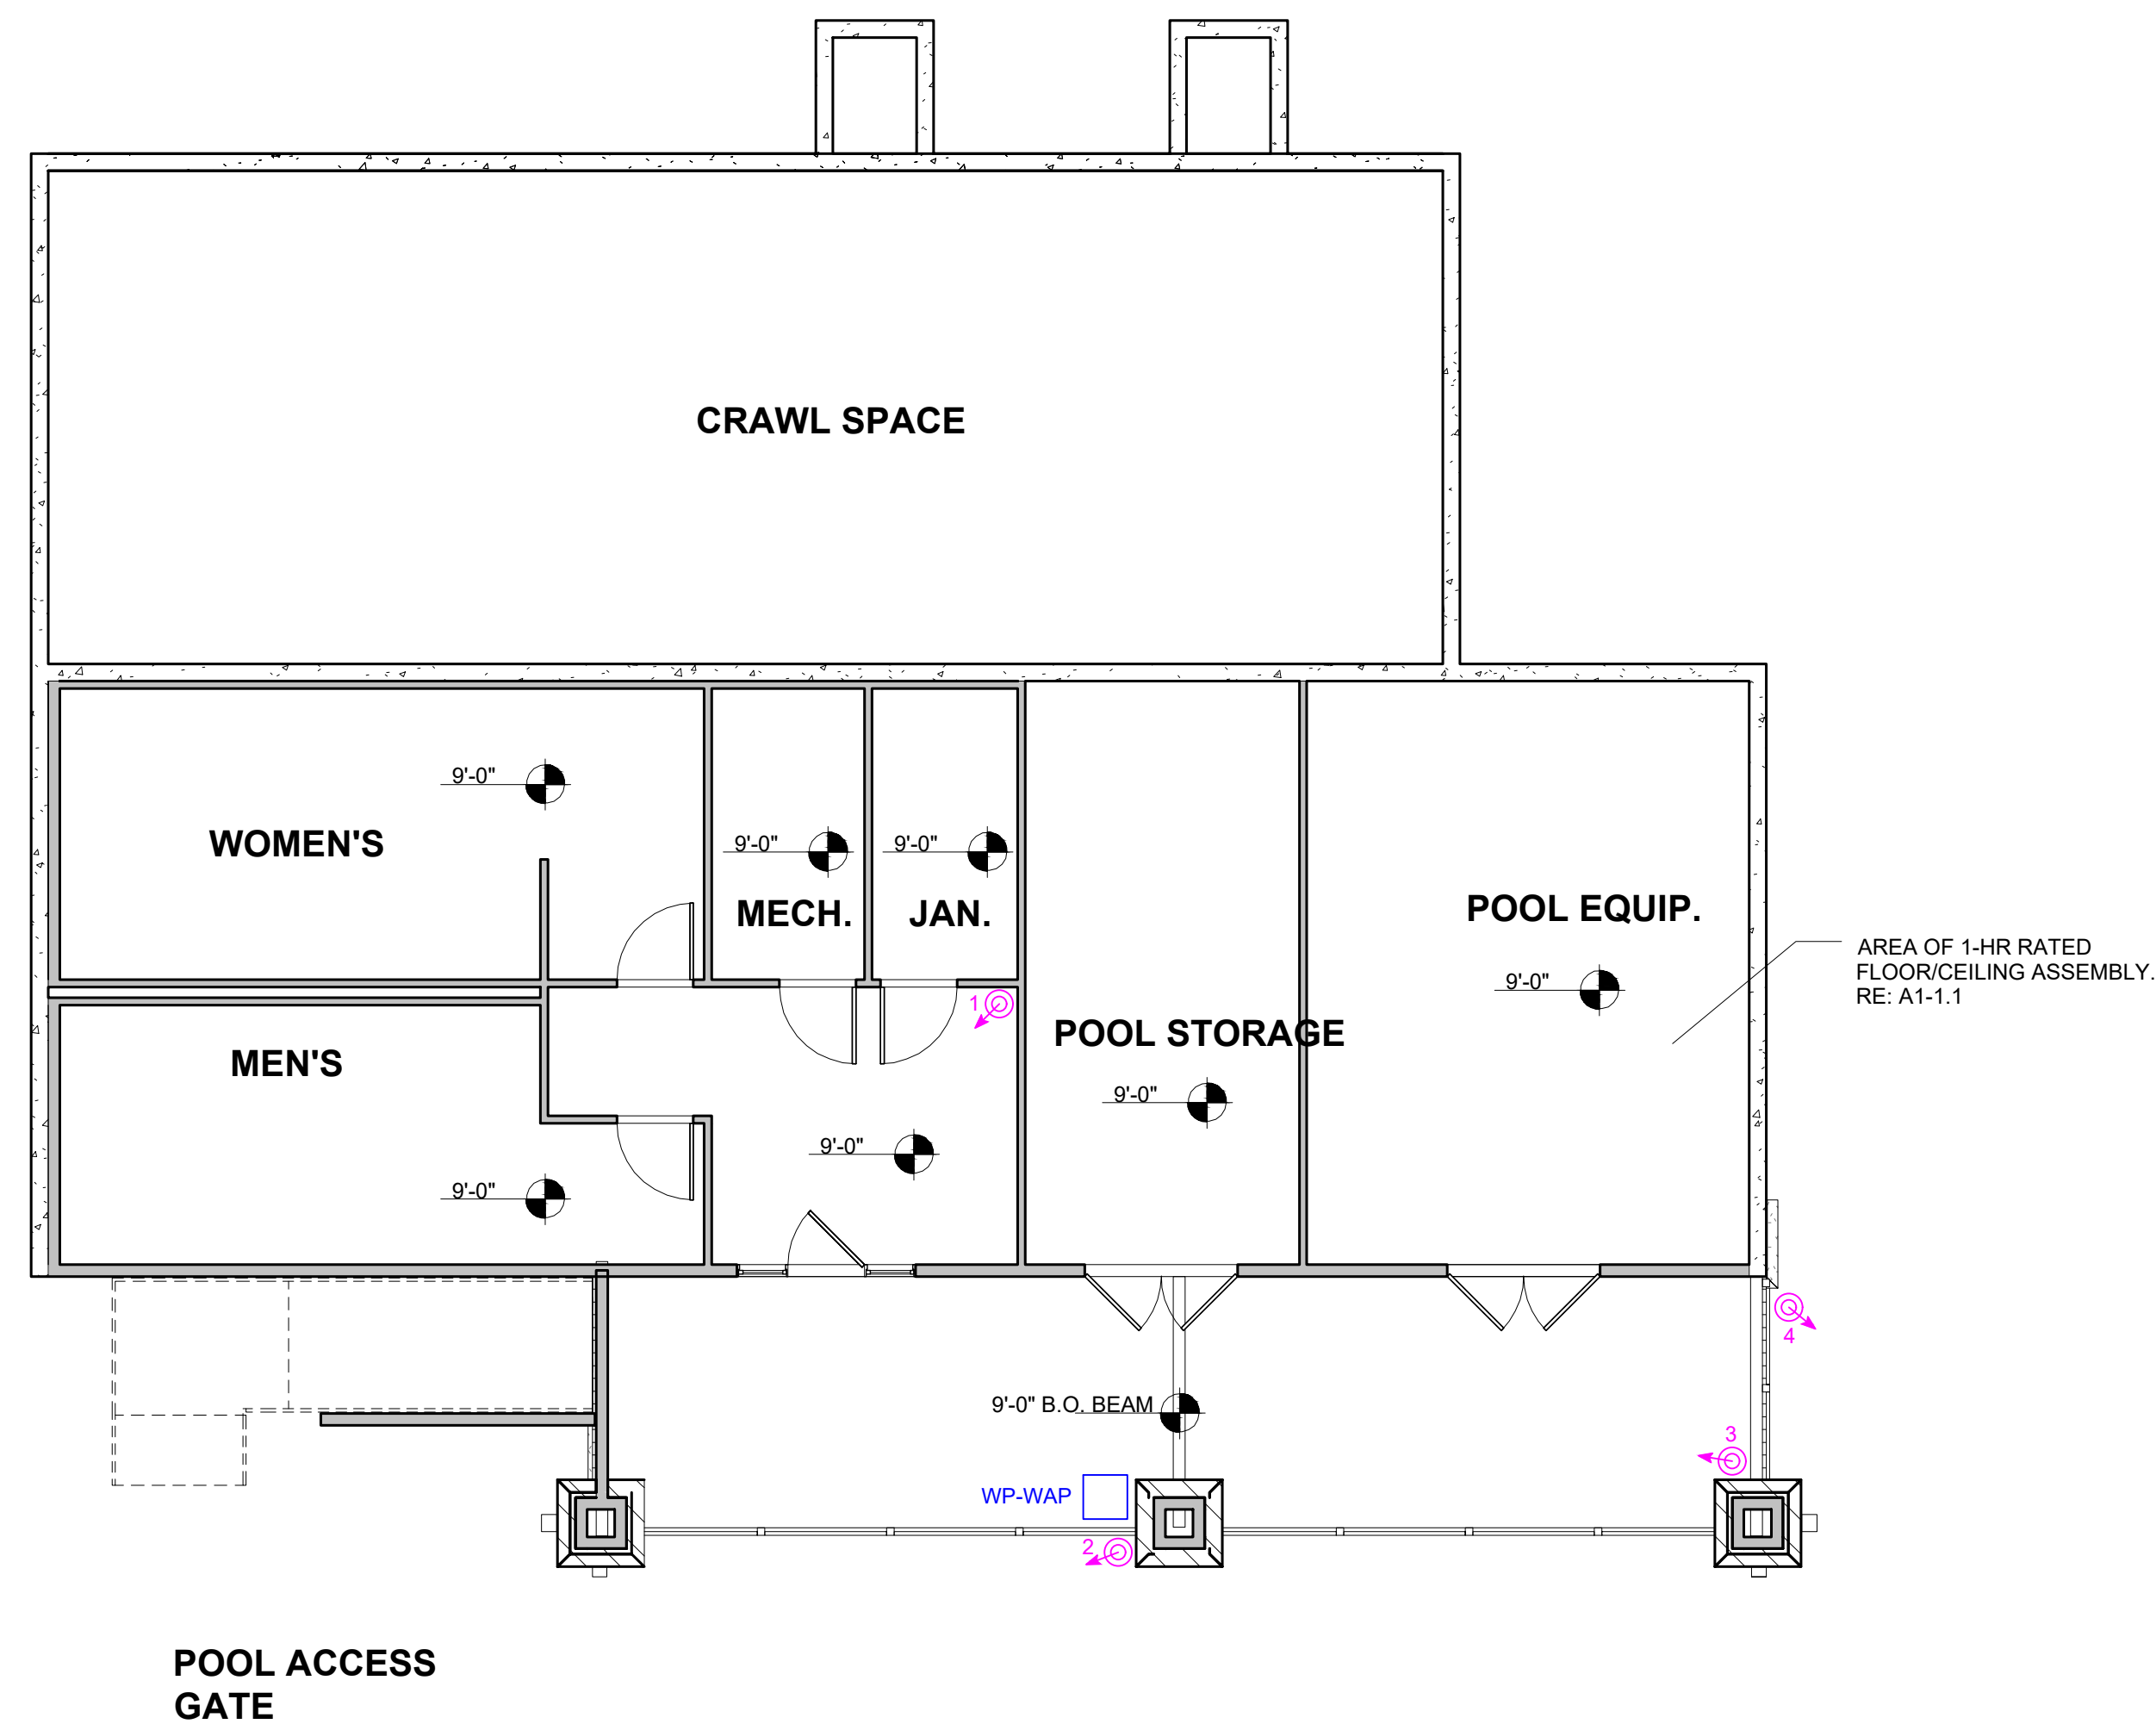 CRAWL SPACE
9'-0"
WOMEN'S
9'-0"
MECH.
9'-0"
JAN.
POOL EQUIP.
9'-0"
AREA OF 1-HR RATED
FLOOR/CEILING ASSEMBLY.
RE: A1-1.1
1
POOL STORAGE
9'-0"
MEN'S
9'-0"
9'-0"
4
9'-0" B.O. BEAM
3
WP-WAP
2
POOL ACCESS
GATE